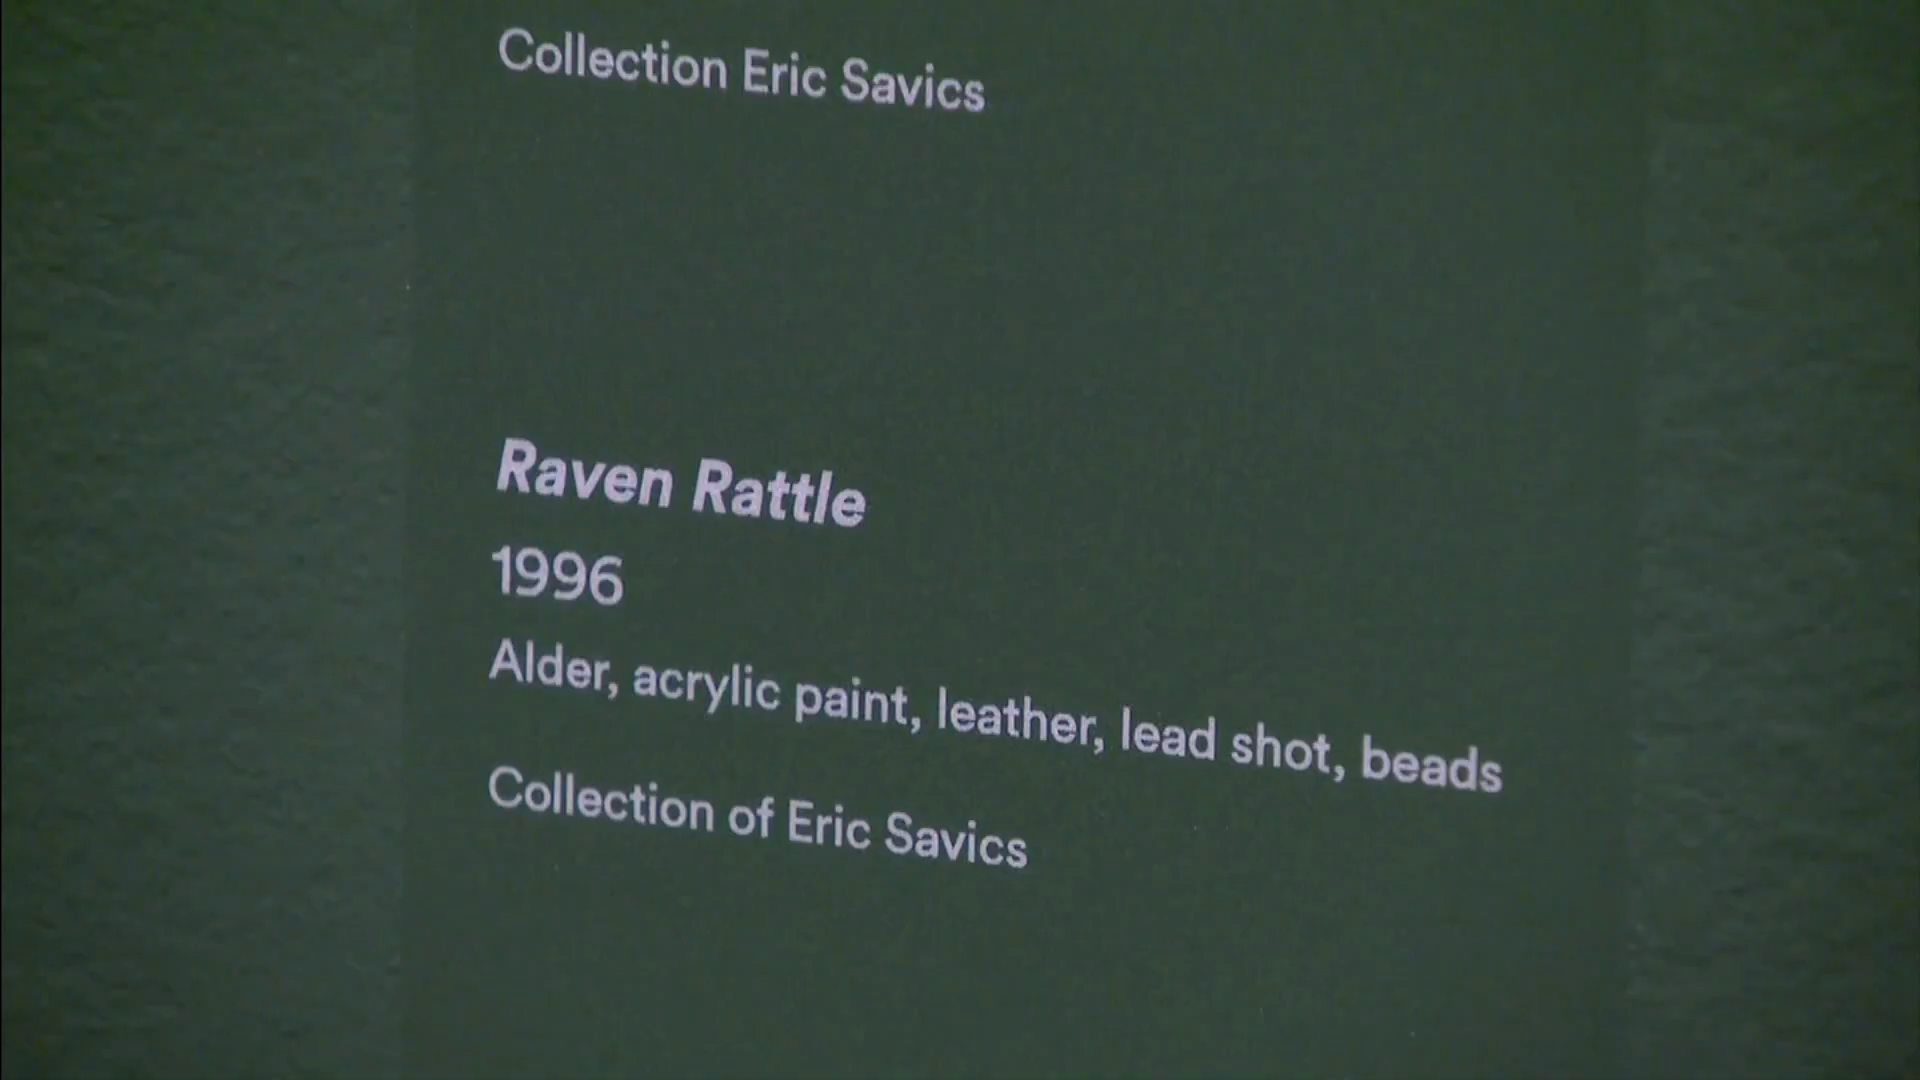 Collection Eric Savics
Raven Rattle
1996
Alder, acrylic paint, leather, lead shot, beads
Collection of Eric Savics